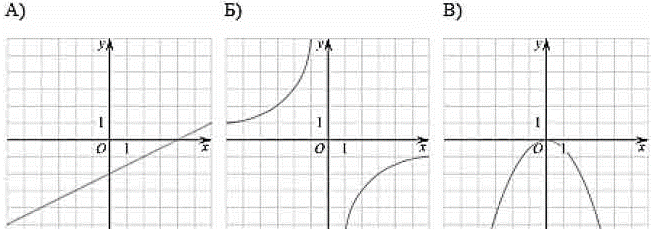 А) Б) В)
y y y
1 1 1
O 1 x O 1 x O 1 x